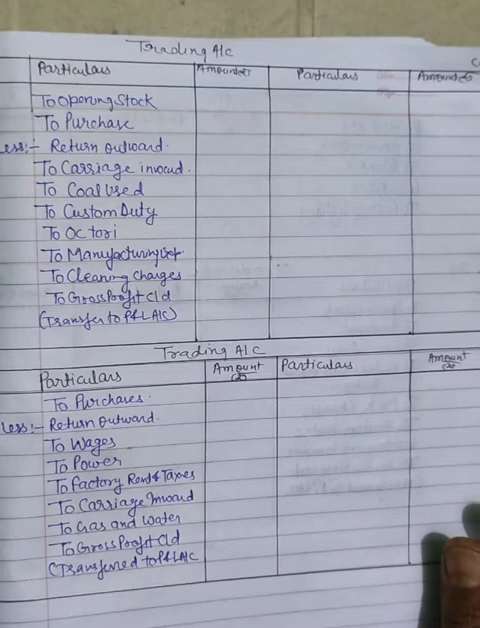 Trading A/C
Particulars Amount(₹) Particulars Amount(₹)
To Opening Stock
To Purchase
Less:- Return outward.
To Carriage inward.
To Coal Used
To Custom Duty
To Octori
To Manufacturing Exp.
To Cleaning Charges
To Gross Profit C/d
(Transfer to P&L A/C)
Trading A/C
Particulars Amount (₹) Particulars Amount (₹)
To Purchases.
Less:- Return Outward.
To Wages
To Power
To Factory Rent & Taxes
To Carriage Inward
To Gas and Water
To Gross Profit C/d
(Transferred to P&L A/C